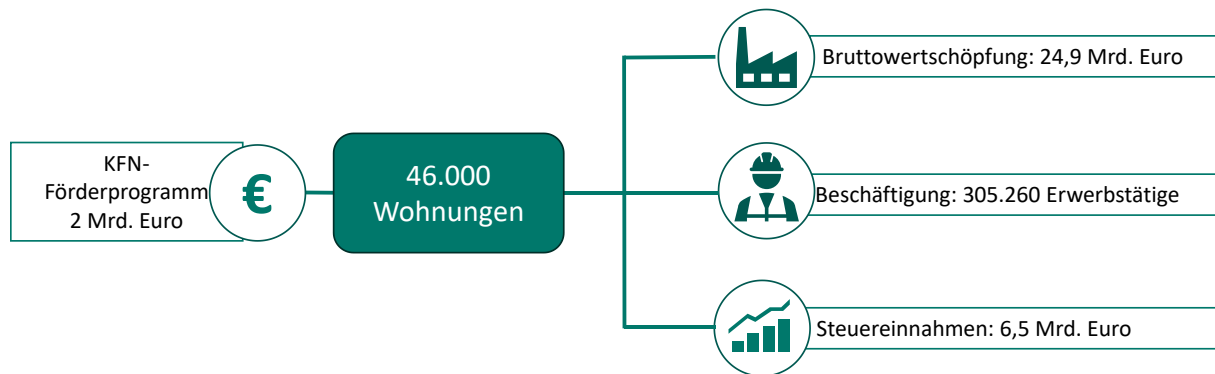 KFN-
Förderprogramm
2 Mrd. Euro
€
46.000
Wohnungen
Bruttowertschöpfung: 24,9 Mrd. Euro
Beschäftigung: 305.260 Erwerbstätige
Steuereinnahmen: 6,5 Mrd. Euro